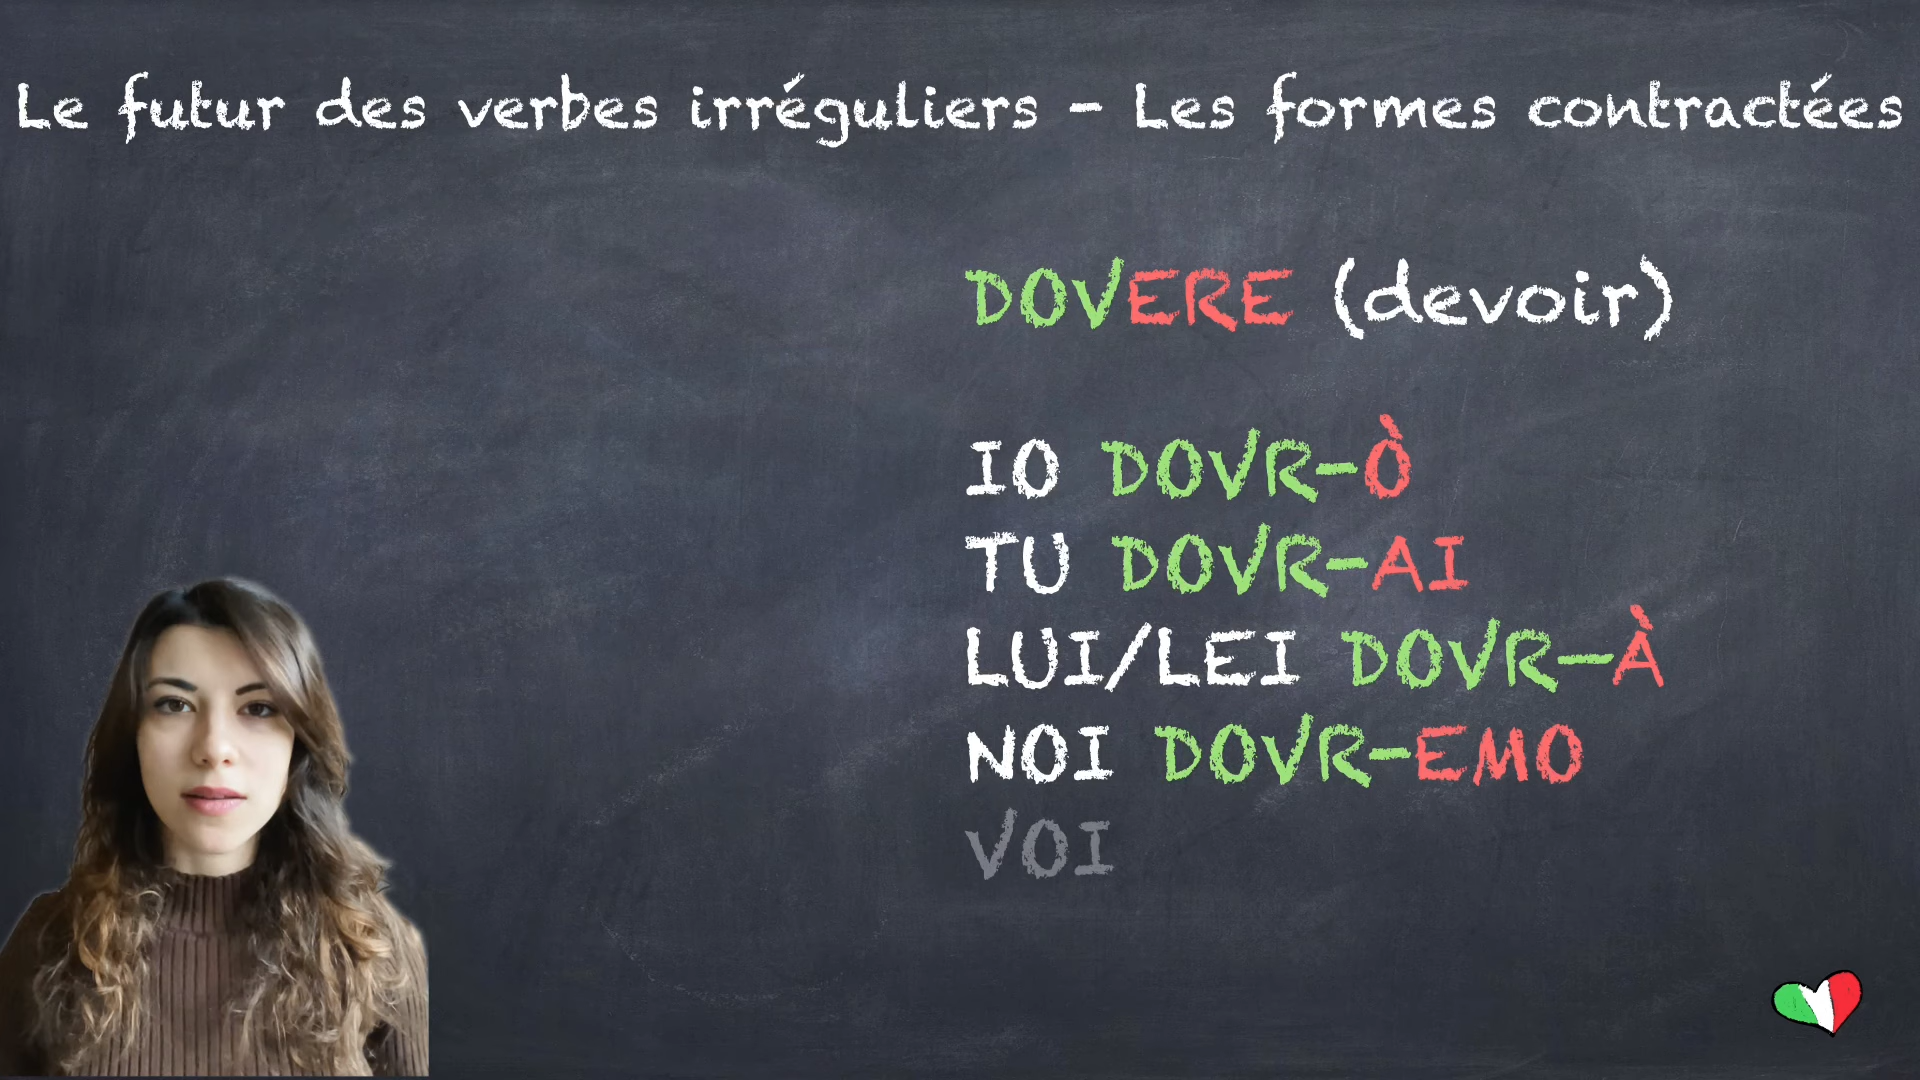 Le futur des verbes irréguliers - Les formes contractées
DOVERE (devoir)
IO DOVR-Ò
TU DOVR-AI
LUI/LEI DOVR—À
NOI DOVR-EMO
VOI